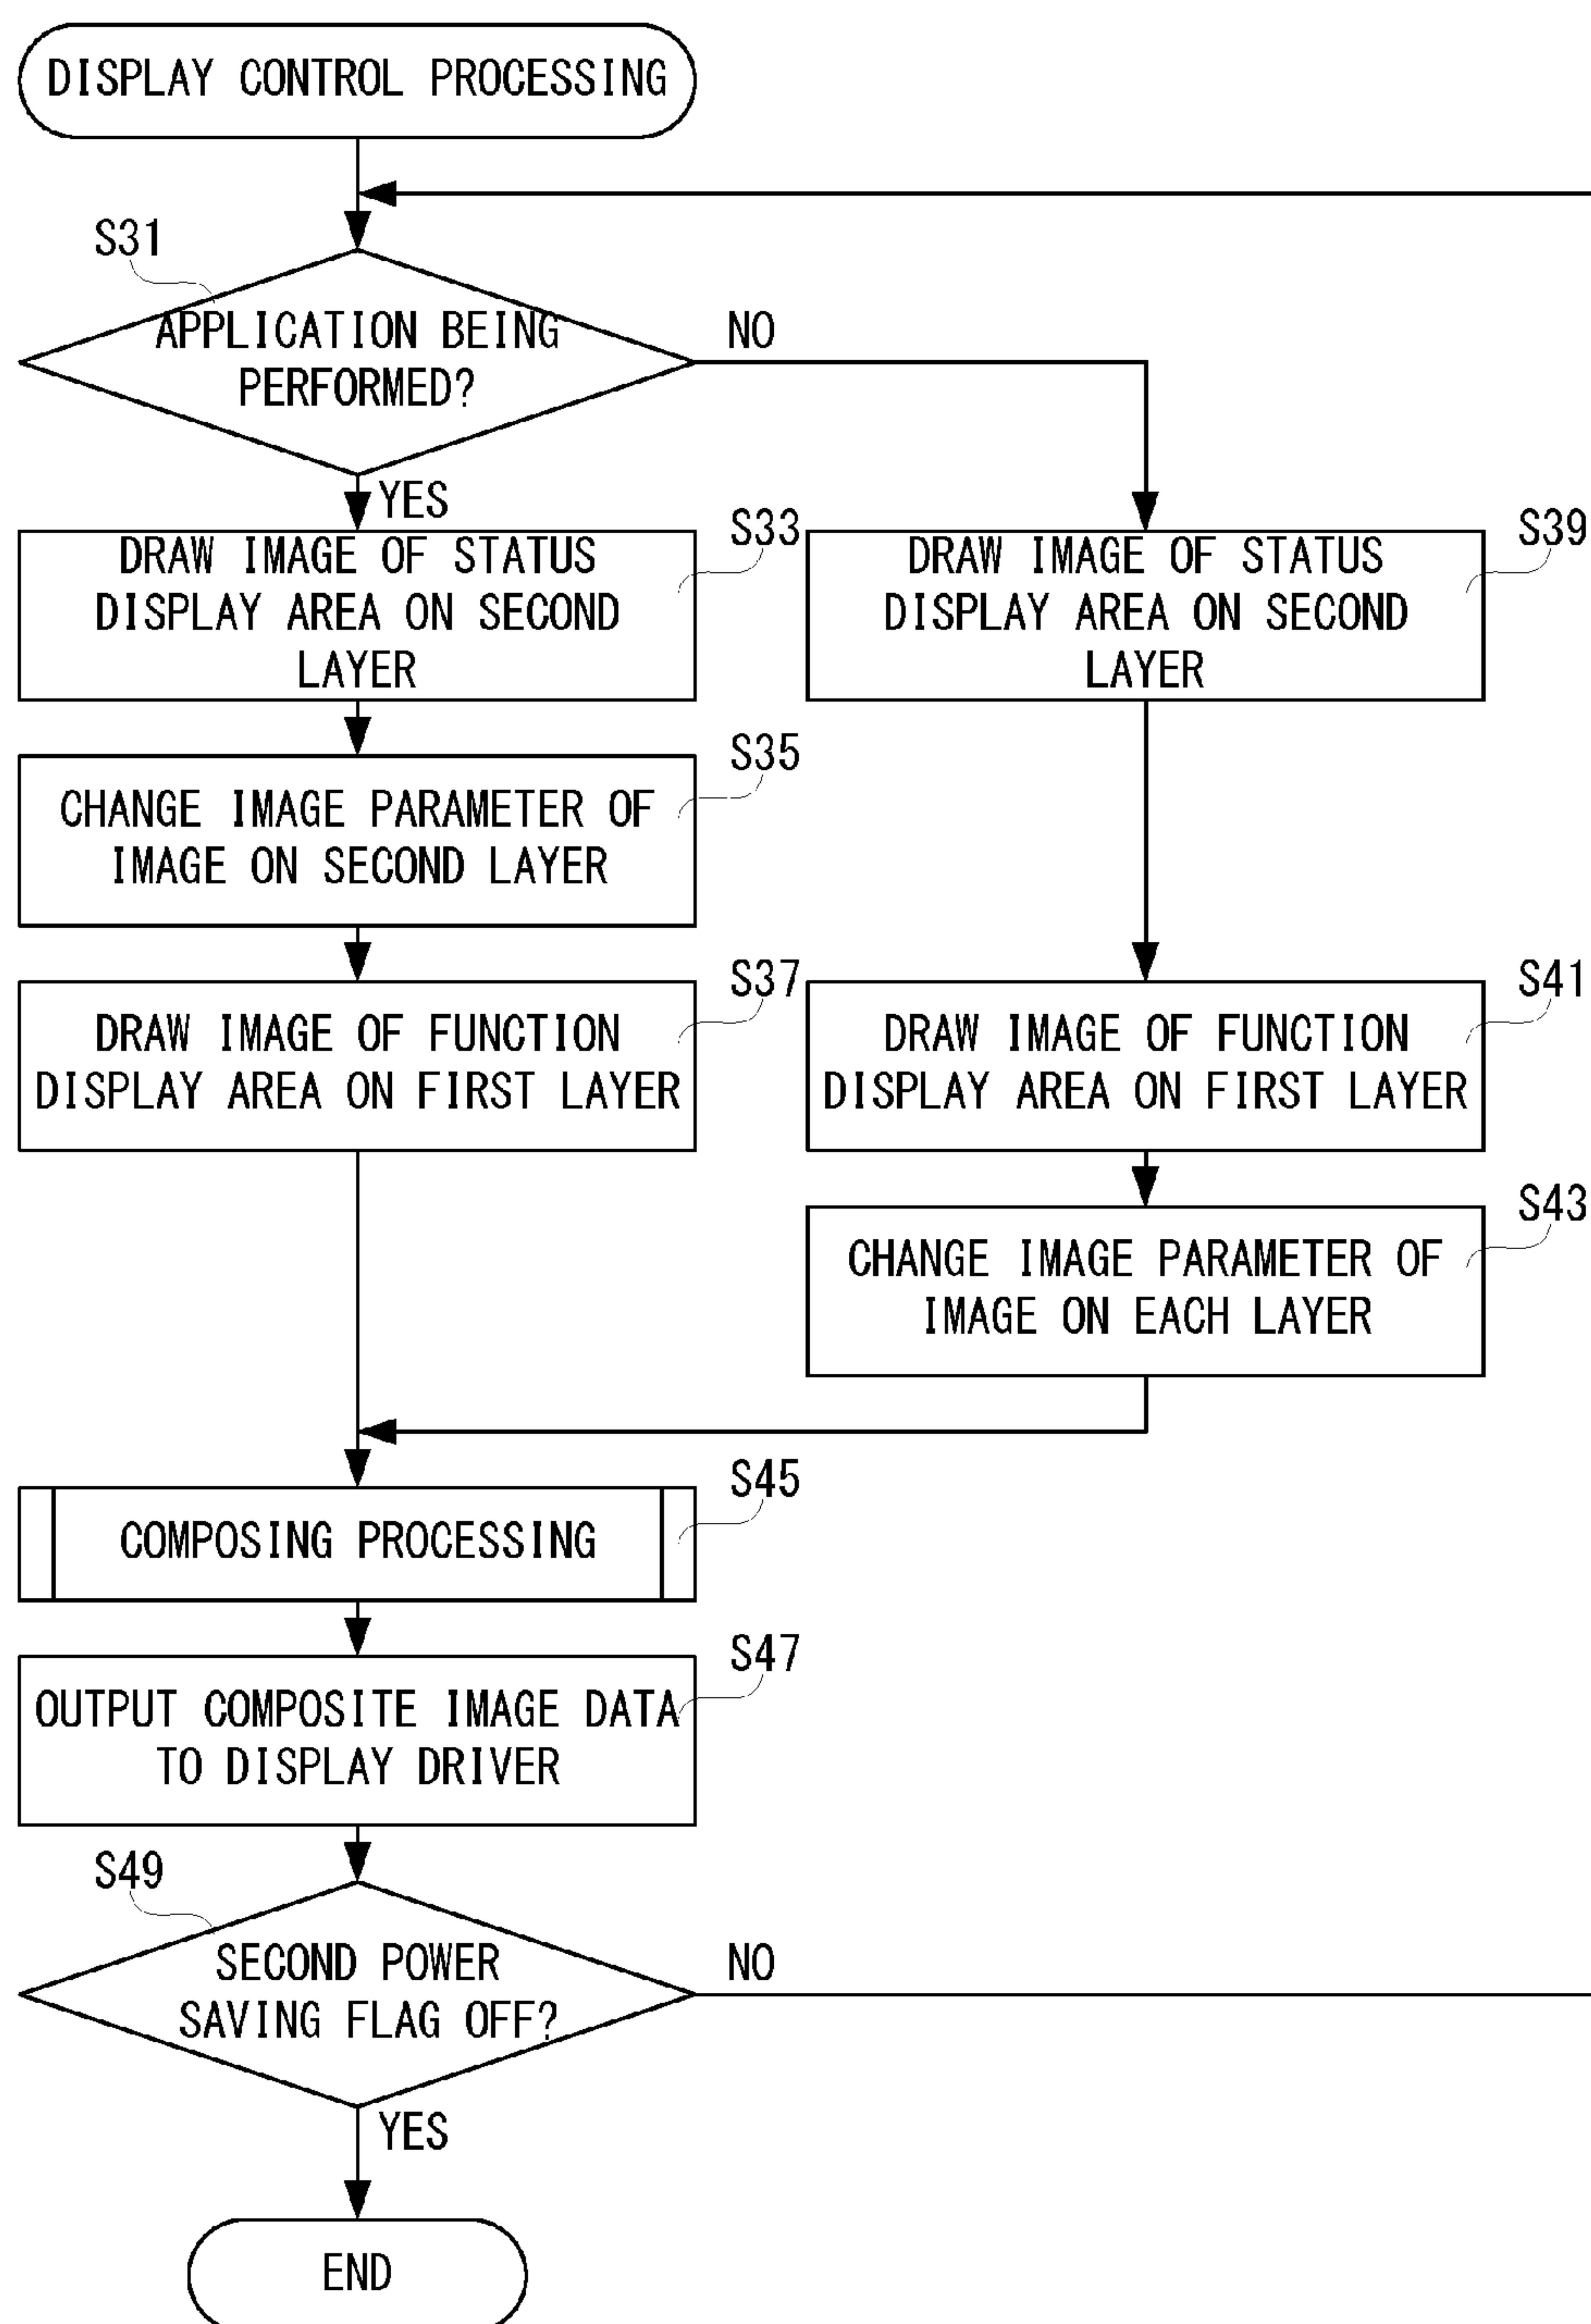 DISPLAY CONTROL PROCESSING
S31
APPLICATION BEING
PERFORMED?
NO
YES
S33
DRAW IMAGE OF STATUS
DISPLAY AREA ON SECOND
LAYER
S39
DRAW IMAGE OF STATUS
DISPLAY AREA ON SECOND
LAYER
S35
CHANGE IMAGE PARAMETER OF
IMAGE ON SECOND LAYER
S37
DRAW IMAGE OF FUNCTION
DISPLAY AREA ON FIRST LAYER
S41
DRAW IMAGE OF FUNCTION
DISPLAY AREA ON FIRST LAYER
S43
CHANGE IMAGE PARAMETER OF
IMAGE ON EACH LAYER
S45
COMPOSING PROCESSING
S47
OUTPUT COMPOSITE IMAGE DATA
TO DISPLAY DRIVER
S49
SECOND POWER
SAVING FLAG OFF?
NO
YES
END